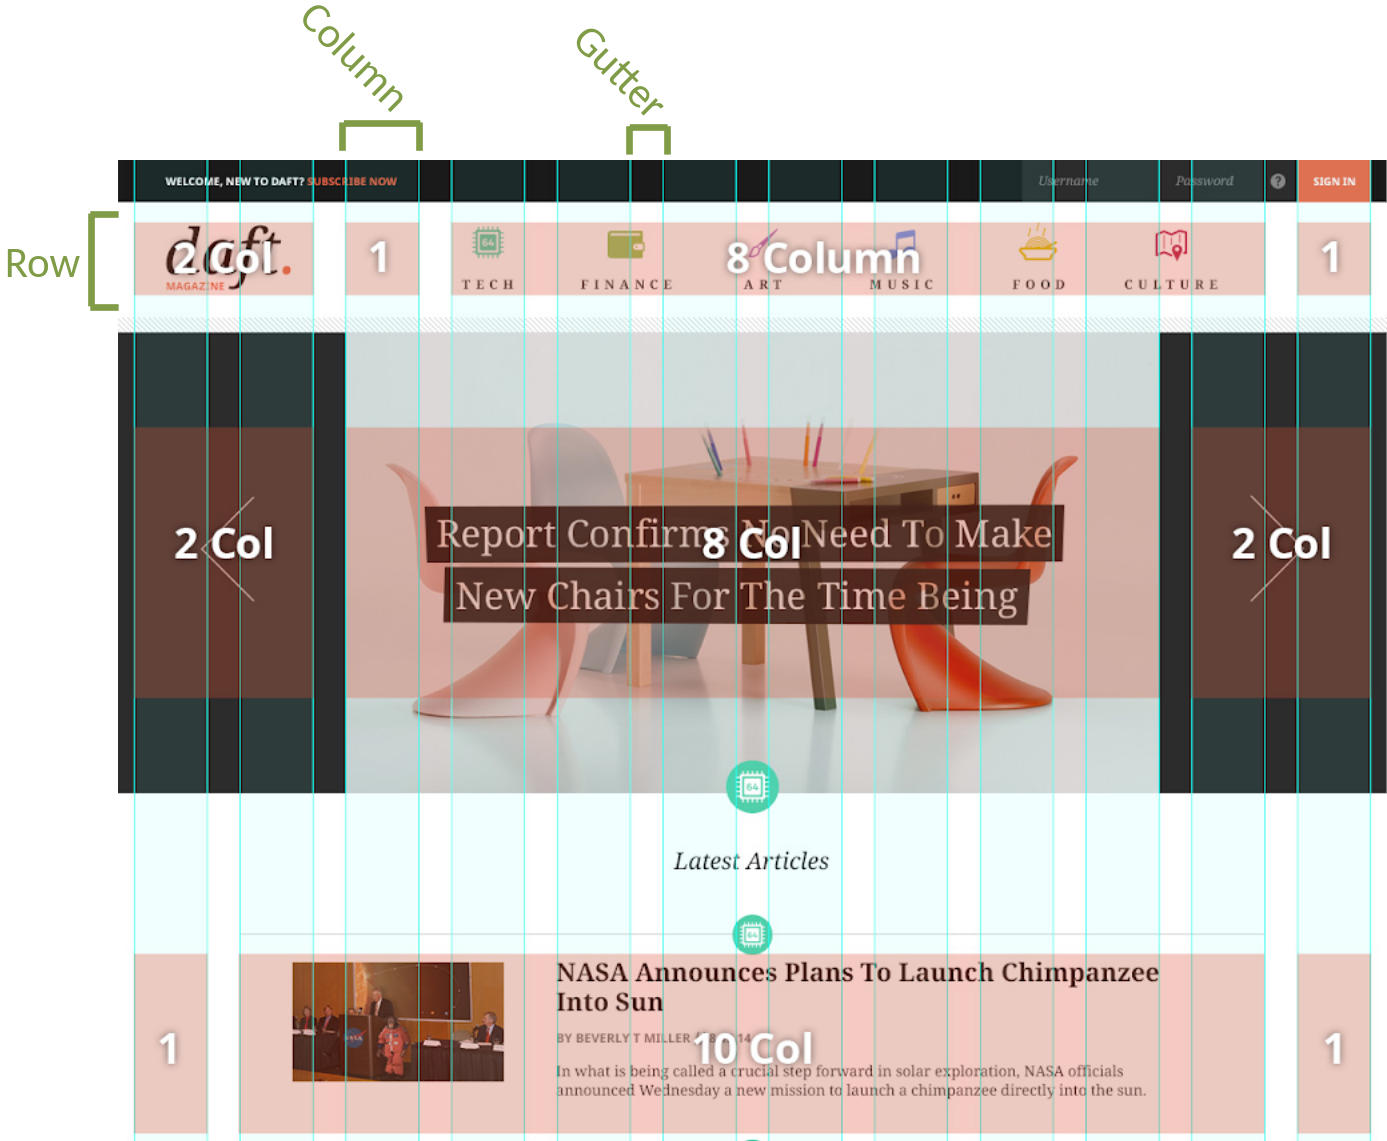 Column
Gutter
WELCOME, NEW TO DAFT? SUBSCRIBE NOW
Username
Password
?
SIGN IN
Row
daft.
MAGAZINE
2 Col
1
8 Column
1
64
TECH
FINANCE
ART
MUSIC
FOOD
CULTURE
Report Confirms No Need To Make
New Chairs For The Time Being
2 Col
8 Col
2 Col
64
Latest Articles
64
NASA Announces Plans To Launch Chimpanzee
Into Sun
BY BEVERLY T MILLER
NASA
1
10 Col
1
In what is being called a crucial step forward in solar exploration, NASA officials
announced Wednesday a new mission to launch a chimpanzee directly into the sun.